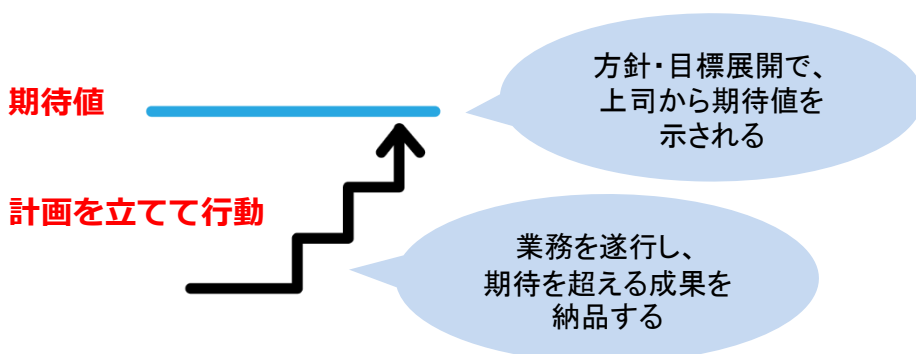 期待値
方針・目標展開で、
上司から期待値を
示される
計画を立てて行動
業務を遂行し、
期待を超える成果を
納品する